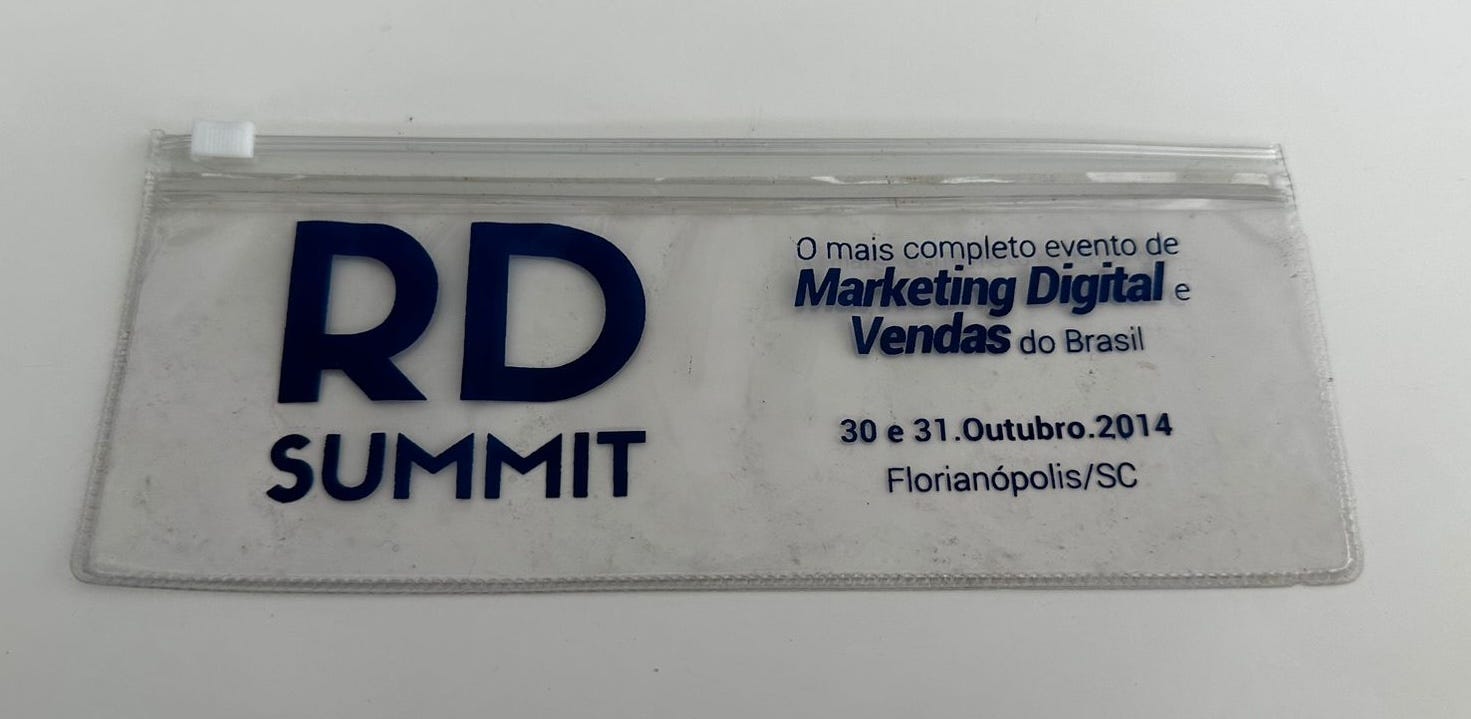 RD
SUMMIT
O mais completo evento de
Marketing Digital e
Vendas do Brasil
30 e 31.Outubro.2014
Florianópolis/SC